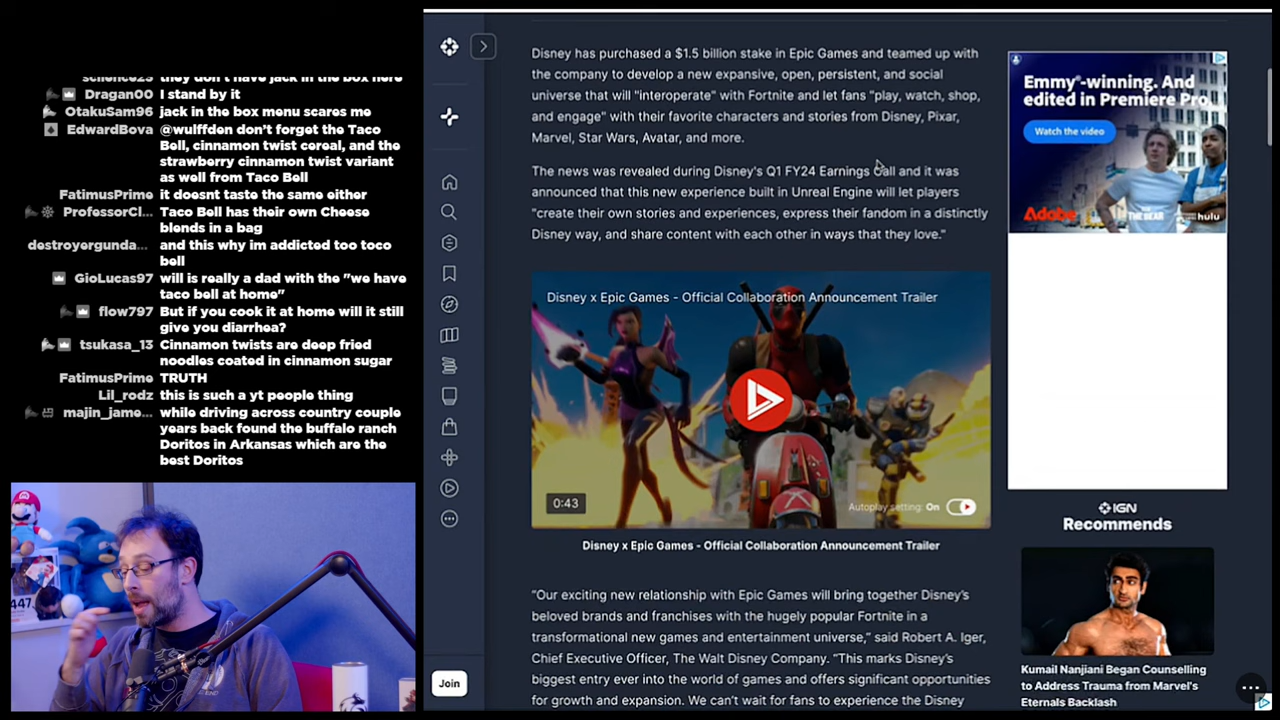 they don't have jack in the box here
Dragan00 I stand by it
OtakuSam96 jack in the box menu scares me
EdwardBova @wulffden don't forget the Taco
Bell, cinnamon twist cereal, and the
strawberry cinnamon twist variant
as well from Taco Bell
FatimusPrime it doesnt taste the same either
ProfessorCl... Taco Bell has their own Cheese
blends in a bag
destroyergunda... and this why im addicted too toco
bell
GioLucas97 will is really a dad with the "we have
taco bell at home"
flow797 But if you cook it at home will it still
give you diarrhea?
tsukasa_13 Cinnamon twists are deep fried
noodles coated in cinnamon sugar
FatimusPrime TRUTH
Lil_rodz this is such a yt people thing
majin_jame... while driving across country couple
years back found the buffalo ranch
Doritos in Arkansas which are the
best Doritos
447
Join
Disney has purchased a $1.5 billion stake in Epic Games and teamed up with
the company to develop a new expansive, open, persistent, and social
universe that will "interoperate" with Fortnite and let fans "play, watch, shop,
and engage" with their favorite characters and stories from Disney, Pixar,
Marvel, Star Wars, Avatar, and more.
The news was revealed during Disney's Q1 FY24 Earnings Call and it was
announced that this new experience built in Unreal Engine will let players
"create their own stories and experiences, express their fandom in a distinctly
Disney way, and share content with each other in ways that they love."
Disney x Epic Games - Official Collaboration Announcement Trailer
0:43
Autoplay setting: On
Disney x Epic Games - Official Collaboration Announcement Trailer
"Our exciting new relationship with Epic Games will bring together Disney's
beloved brands and franchises with the hugely popular Fortnite in a
transformational new games and entertainment universe," said Robert A. Iger,
Chief Executive Officer, The Walt Disney Company. "This marks Disney's
biggest entry ever into the world of games and offers significant opportunities
for growth and expansion. We can't wait for fans to experience the Disney
Emmy®-winning. And
edited in Premiere Pro.
Watch the video
Adobe
THE BEAR
hulu
IGN
Recommends
Kumail Nanjiani Began Counselling
to Address Trauma from Marvel's
Eternals Backlash